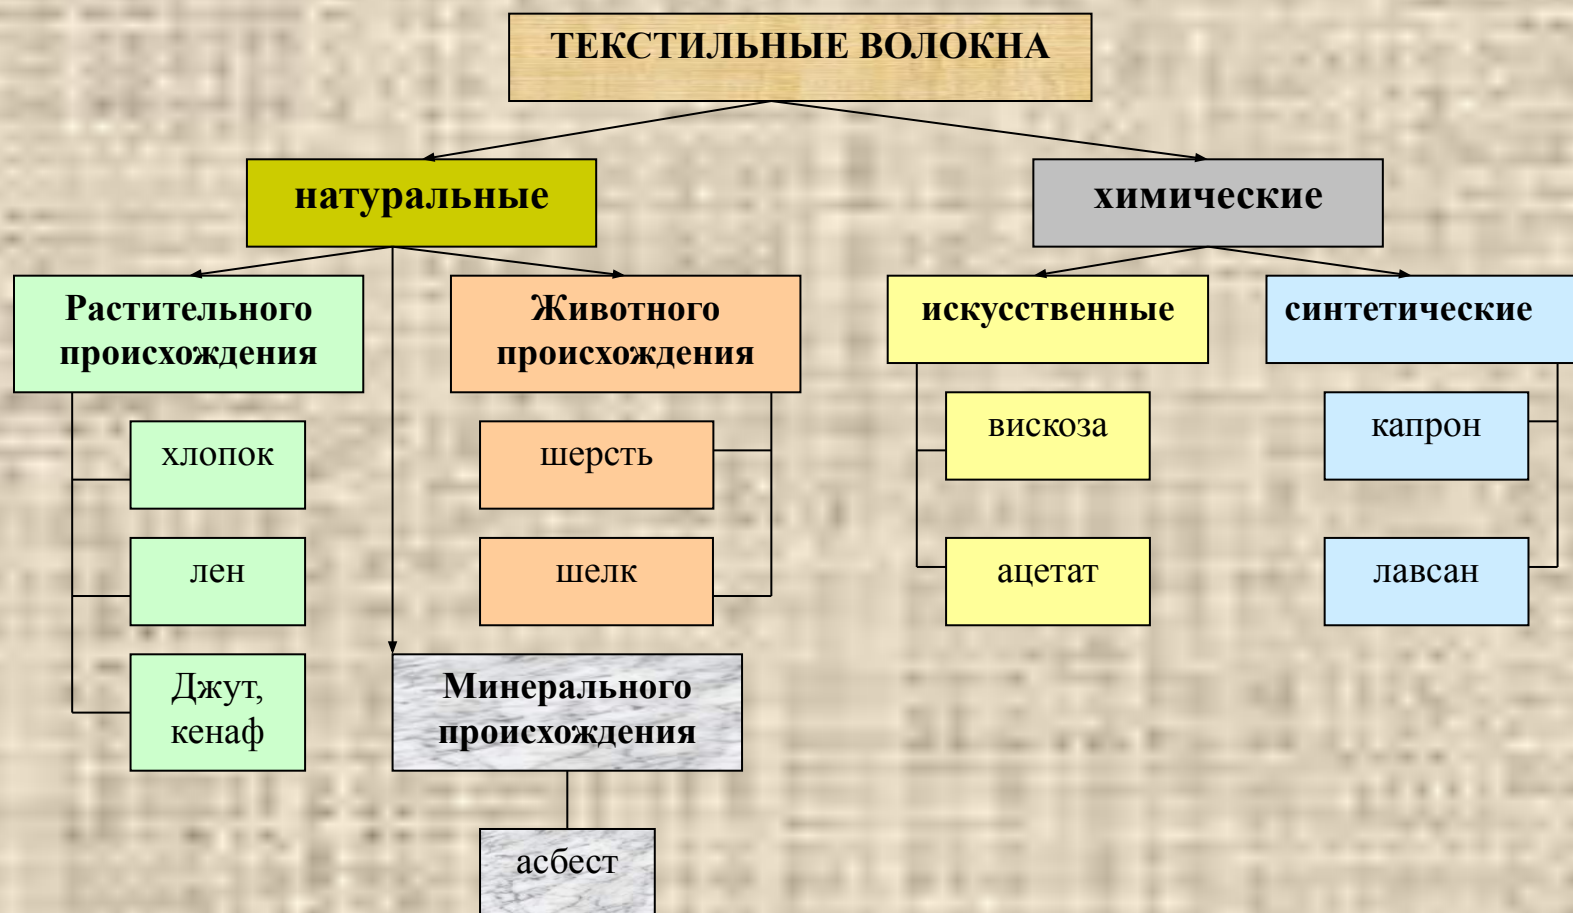 ТЕКСТИЛЬНЫЕ ВОЛОКНА
натуральные
химические
Растительного
происхождения
хлопок
лен
Джут,
кенаф
Животного
происхождения
шерсть
шелк
Минерального
происхождения
асбест
искусственные
вискоза
ацетат
синтетические
капрон
лавсан